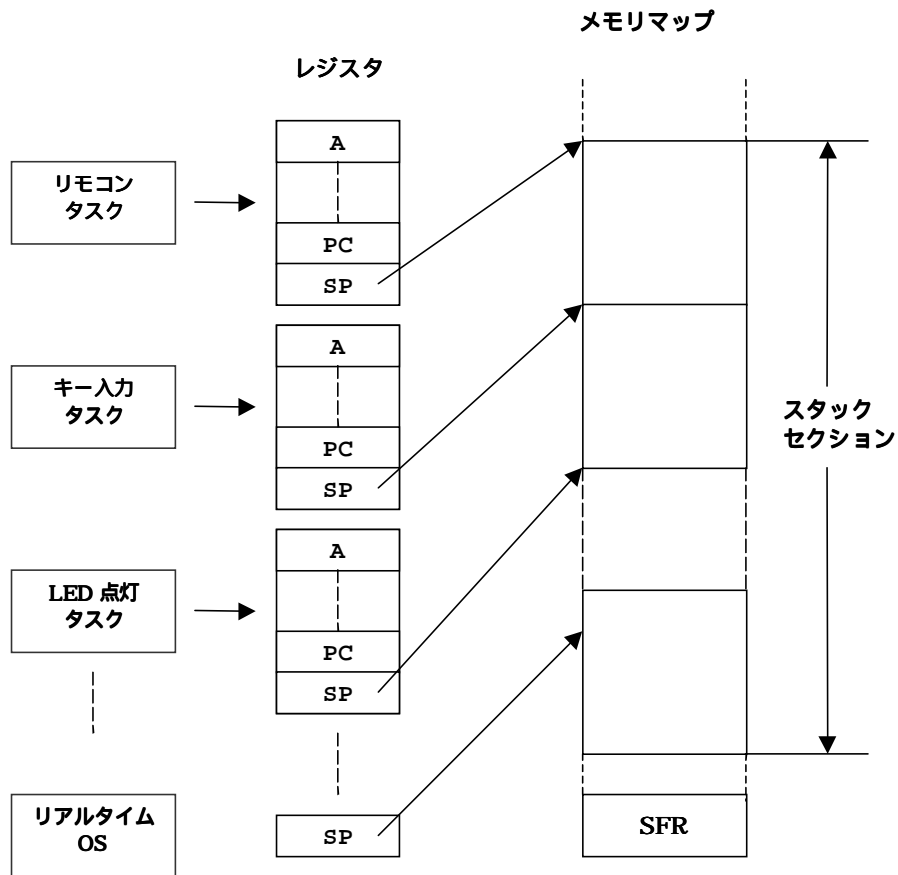 メモリマップ
レジスタ
リモコン
タスク
A
PC
SP
キー入力
タスク
A
PC
SP
スタック
セクション
LED 点灯
タスク
A
PC
SP
リアルタイム
OS
SP
SFR